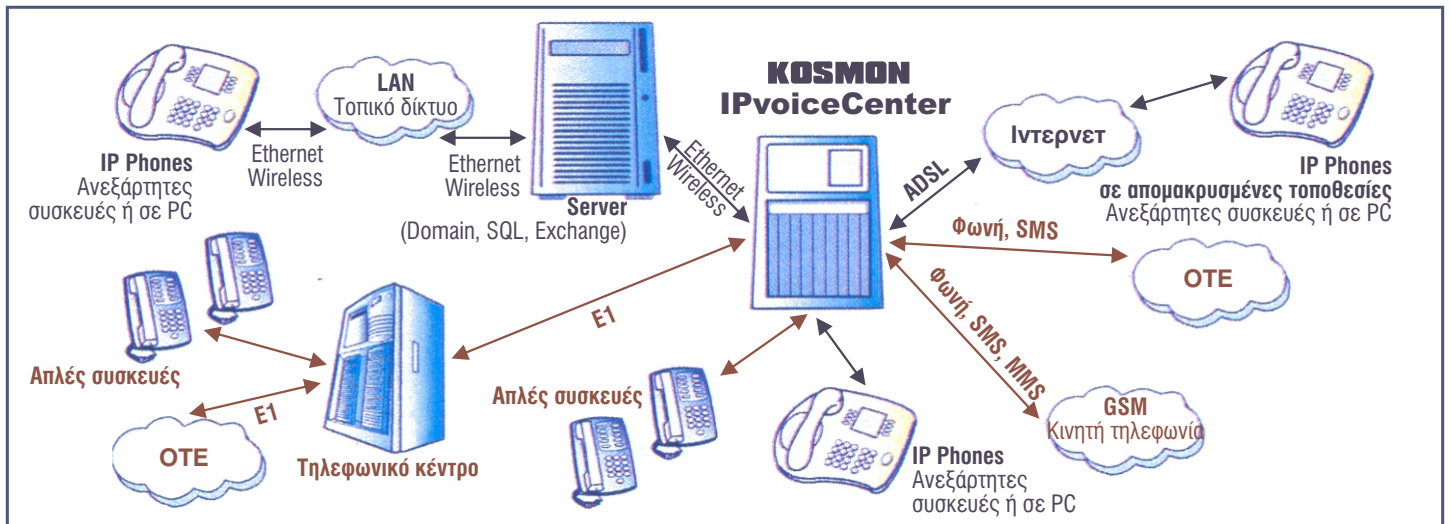 KOSMON
IPvoiceCenter
LAN
Τοπικό δίκτυο
IP Phones
Ανεξάρτητες
συσκευές ή σε PC
Ethernet
Wireless
Ethernet
Wireless
Server
(Domain, SQL, Exchange)
Ethernet
Wireless
ADSL
Ιντερνετ
IP Phones
σε απομακρυσμένες τοποθεσίες
Ανεξάρτητες συσκευές ή σε PC
Φωνή, SMS
ΟΤΕ
Φωνή, SMS, MMS
GSM
Κινητή τηλεφωνία
E1
Απλές συσκευές
E1
ΟΤΕ
Τηλεφωνικό κέντρο
Απλές συσκευές
IP Phones
Ανεξάρτητες
συσκευές ή σε PC